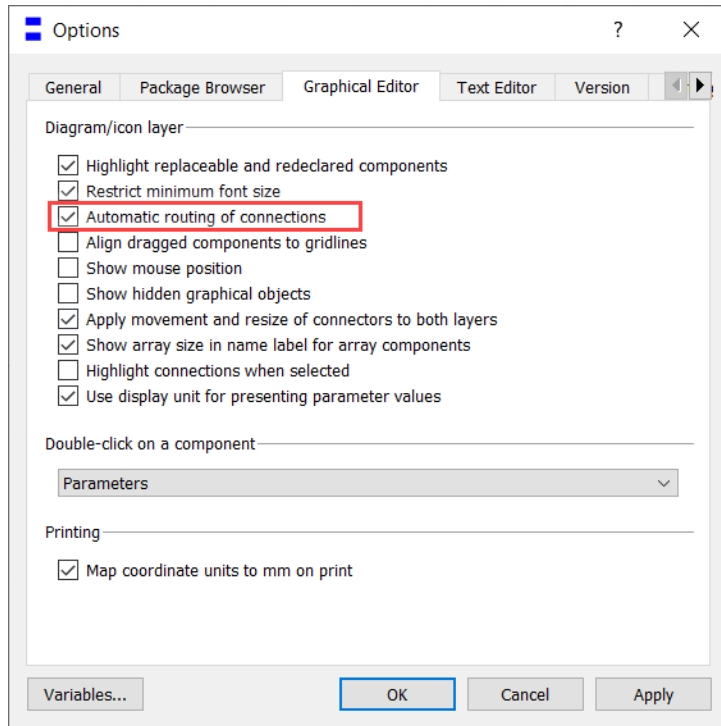 Options
?
General
Package Browser
Graphical Editor
Text Editor
Version
Diagram/icon layer
Highlight replaceable and redeclared components
Restrict minimum font size
Automatic routing of connections
Align dragged components to gridlines
Show mouse position
Show hidden graphical objects
Apply movement and resize of connectors to both layers
Show array size in name label for array components
Highlight connections when selected
Use display unit for presenting parameter values
Double-click on a component
Parameters
Printing
Map coordinate units to mm on print
Variables...
OK
Cancel
Apply